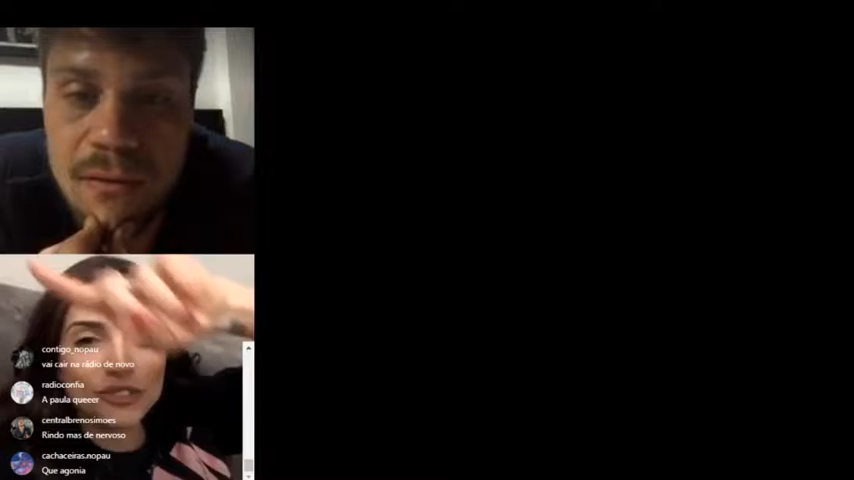 contigo_nopau
vai cair na rádio de novo
radioconfia
A paula queeer
centralbrenosimoes
Rindo mas de nervoso
cachaceiras.nopau
Que agonia